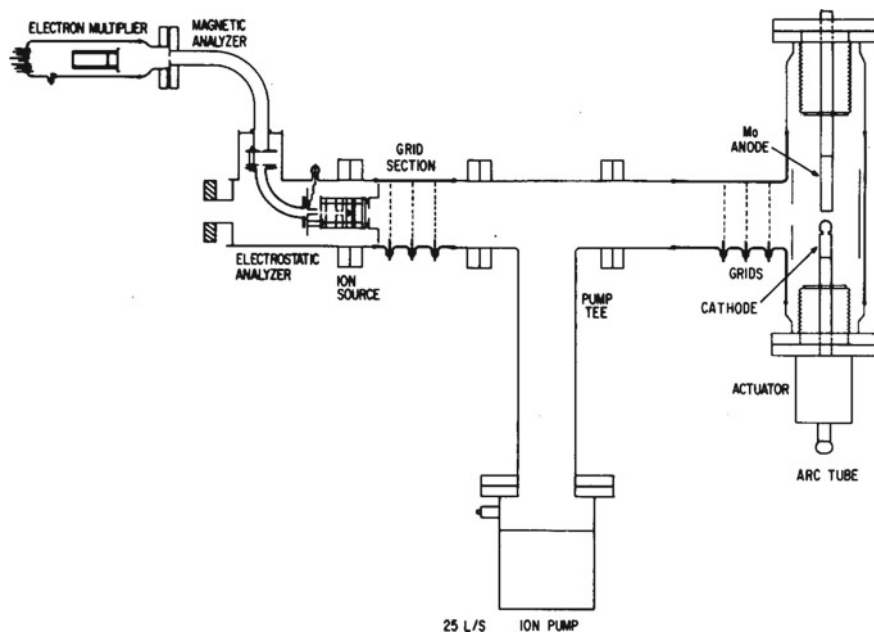 ELECTRON MULTIPLIER
MAGNETIC
ANALYZER
GRID
SECTION
Mo
ANODE
ELECTROSTATIC
ANALYZER
ION
SOURCE
PUMP
TEE
GRIDS
CATHODE
ACTUATOR
ARC TUBE
25 L/S ION PUMP